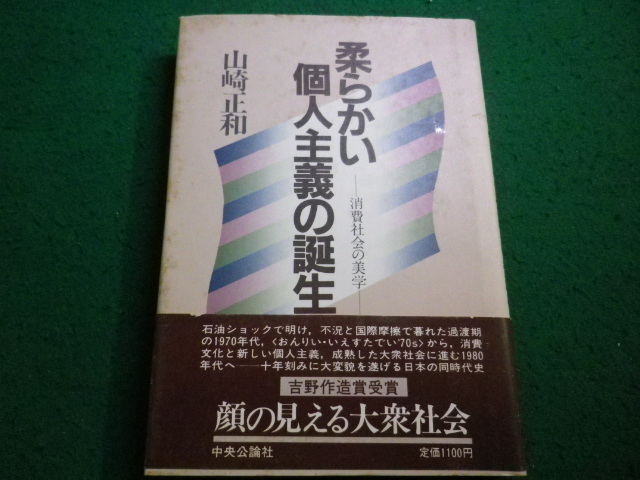 柔らかい
個人主義の誕生
——消費社会の美学——
山崎正和
石油ショックで明け，不況と国際摩擦で暮れた過渡期
の1970年代，〈おんりい・いえすたでい'70s〉から，消費
文化と新しい個人主義，成熟した大衆社会に進む1980
年代へ——十年刻みに大変貌を遂げる日本の同時代史
吉野作造賞受賞
顔の見える大衆社会
中央公論社
定価1100円